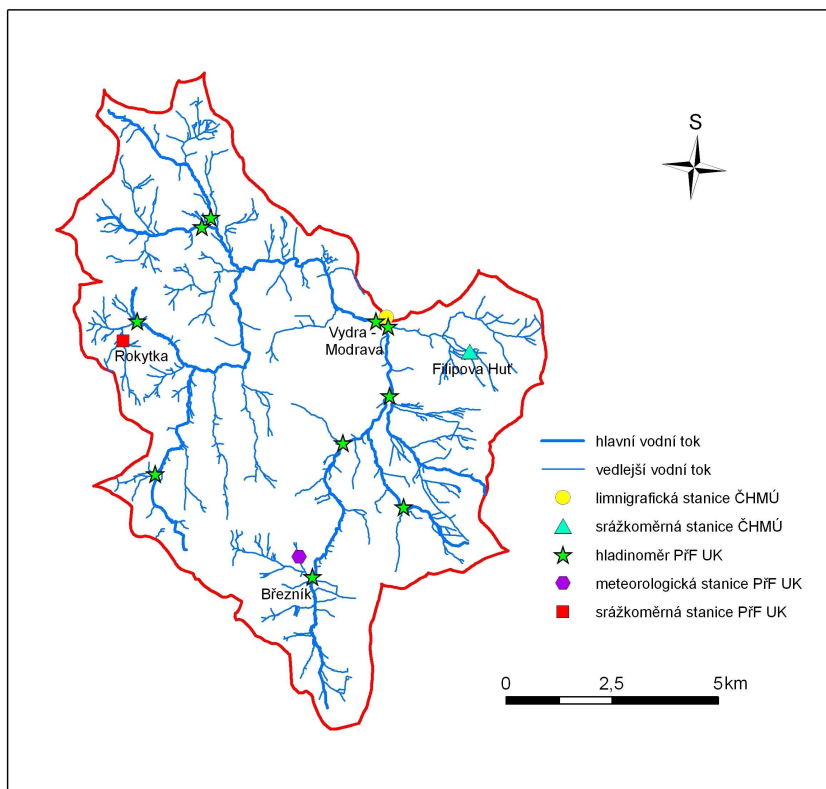 S
Vydra -
Modrava
Rokytka
Filipova Huť
Březník
hlavní vodní tok
vedlejší vodní tok
limnigrafická stanice ČHMÚ
srážkoměrná stanice ČHMÚ
hladinoměr PřF UK
meteorologická stanice PřF UK
srážkoměrná stanice PřF UK
0 2,5 5km